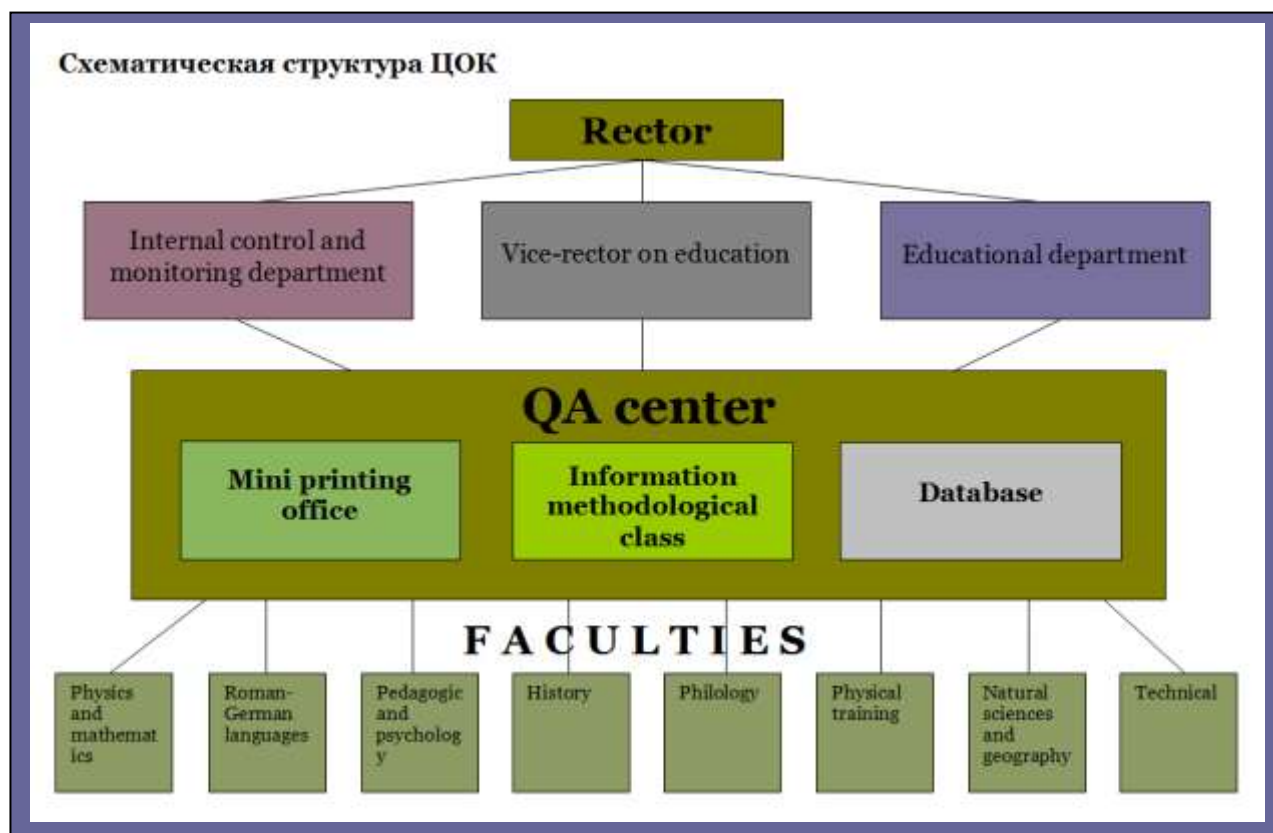 Схематическая структура ЦОК
Rector
Internal control and
monitoring department
Vice-rector on education
Educational department
QA center
Mini printing
office
Information
methodological
class
Database
F A C U L T I E S
Physics
and
mathemat
ics
Roman-
German
languages
Pedagogic
and
psycholog
y
History
Philology
Physical
training
Natural
sciences
and
geography
Technical